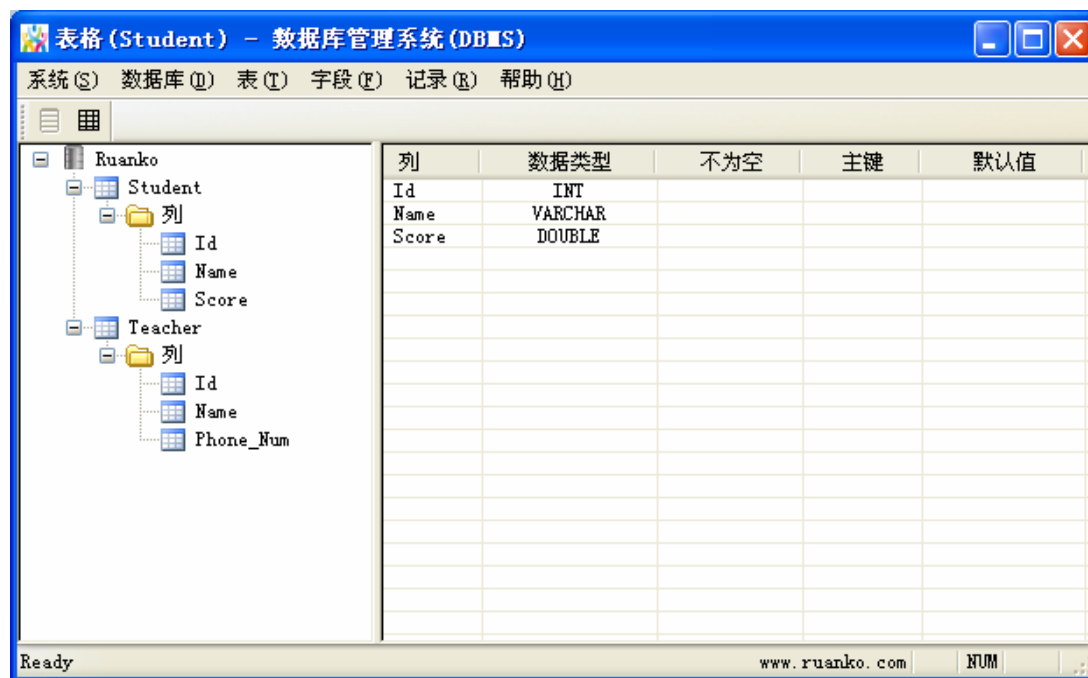 表格(Student) - 数据库管理系统(DBMS)
系统(S) 数据库(D) 表(T) 字段(F) 记录(R) 帮助(H)
Ruanko
Student
列
Id
Name
Score
Teacher
列
Id
Name
Phone_Num
列 数据类型 不为空 主键 默认值
Id INT
Name VARCHAR
Score DOUBLE
Ready www.ruanko.com NUM